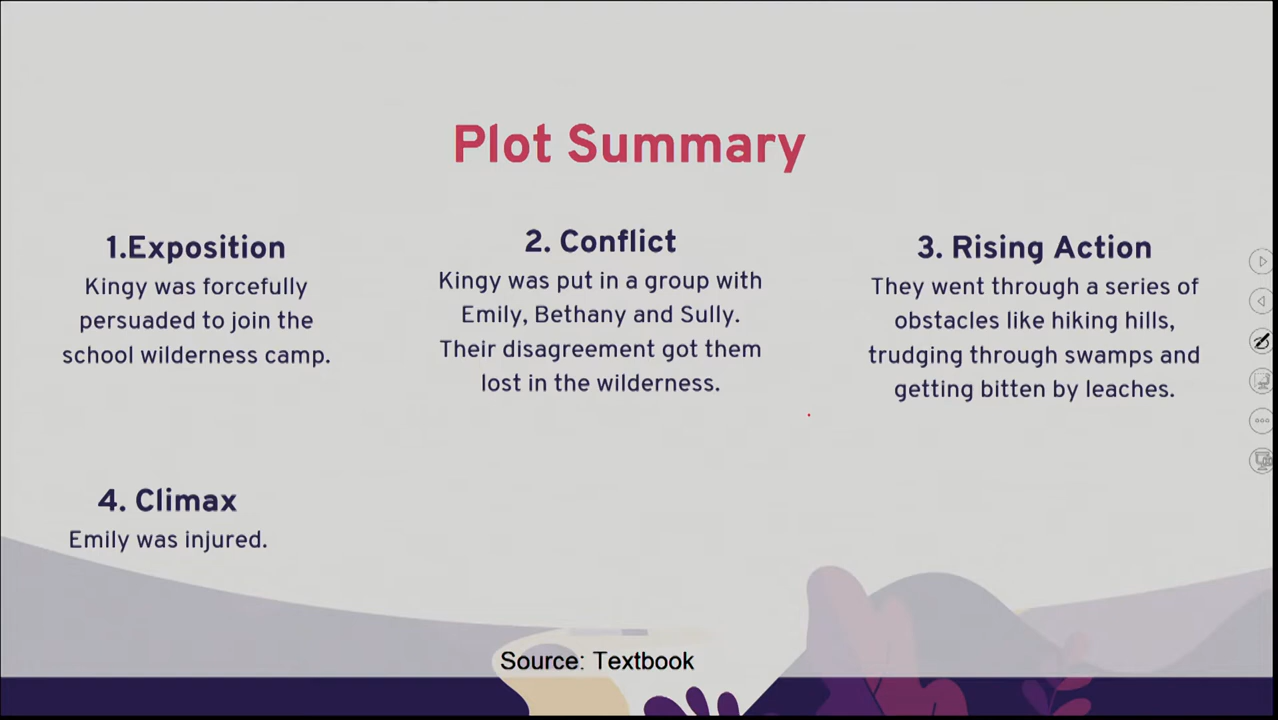 Plot Summary
1.Exposition
Kingy was forcefully
persuaded to join the
school wilderness camp.
2. Conflict
Kingy was put in a group with
Emily, Bethany and Sully.
Their disagreement got them
lost in the wilderness.
3. Rising Action
They went through a series of
obstacles like hiking hills,
trudging through swamps and
getting bitten by leaches.
4. Climax
Emily was injured.
Source: Textbook